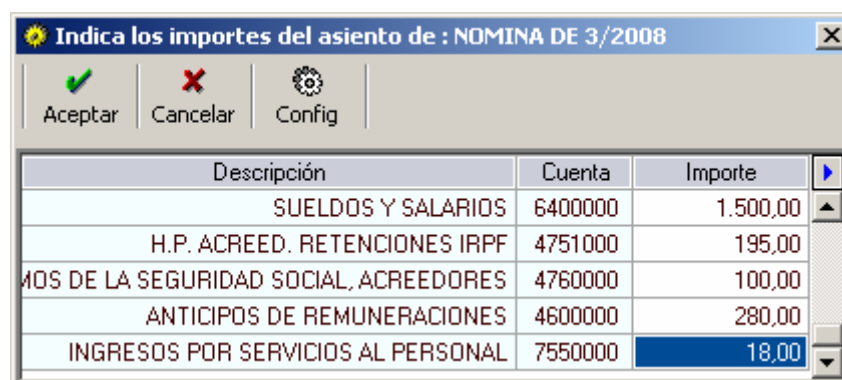 Indica los importes del asiento de : NOMINA DE 3/2008
Aceptar Cancelar Config
Descripción Cuenta Importe
SUELDOS Y SALARIOS 6400000 1.500,00
H.P. ACREED. RETENCIONES IRPF 4751000 195,00
DE LA SEGURIDAD SOCIAL, ACREEDORES 4760000 100,00
ANTICIPOS DE REMUNERACIONES 4600000 280,00
INGRESOS POR SERVICIOS AL PERSONAL 7550000 18,00